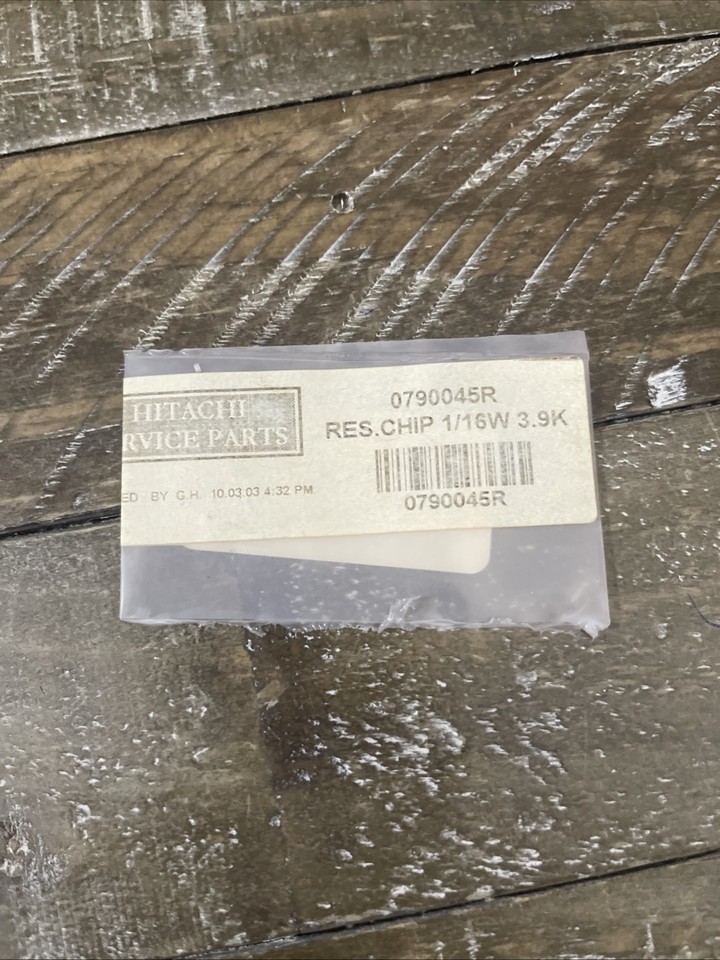 HITACHI
RVICE PARTS
ED BY G.H. 10.03.03 4:32 PM
0790045R
RES.CHIP 1/16W 3.9K
0790045R